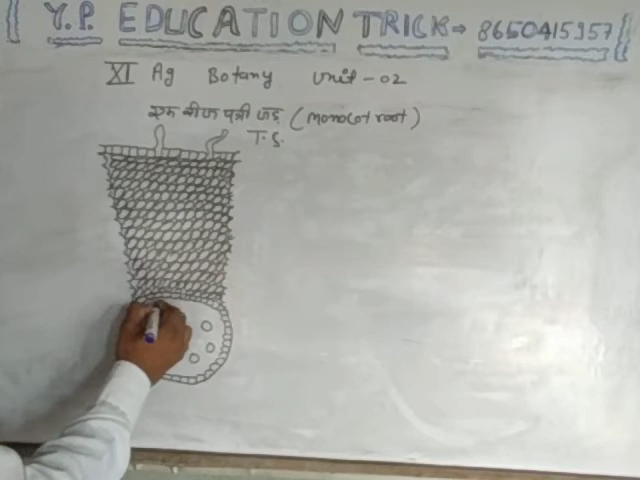 Y.P. EDUCATION TRICK → 8650415957
XI Ag Botany Unit - 02
एक बीज पत्री जड़ (Monocot root)
T.S.